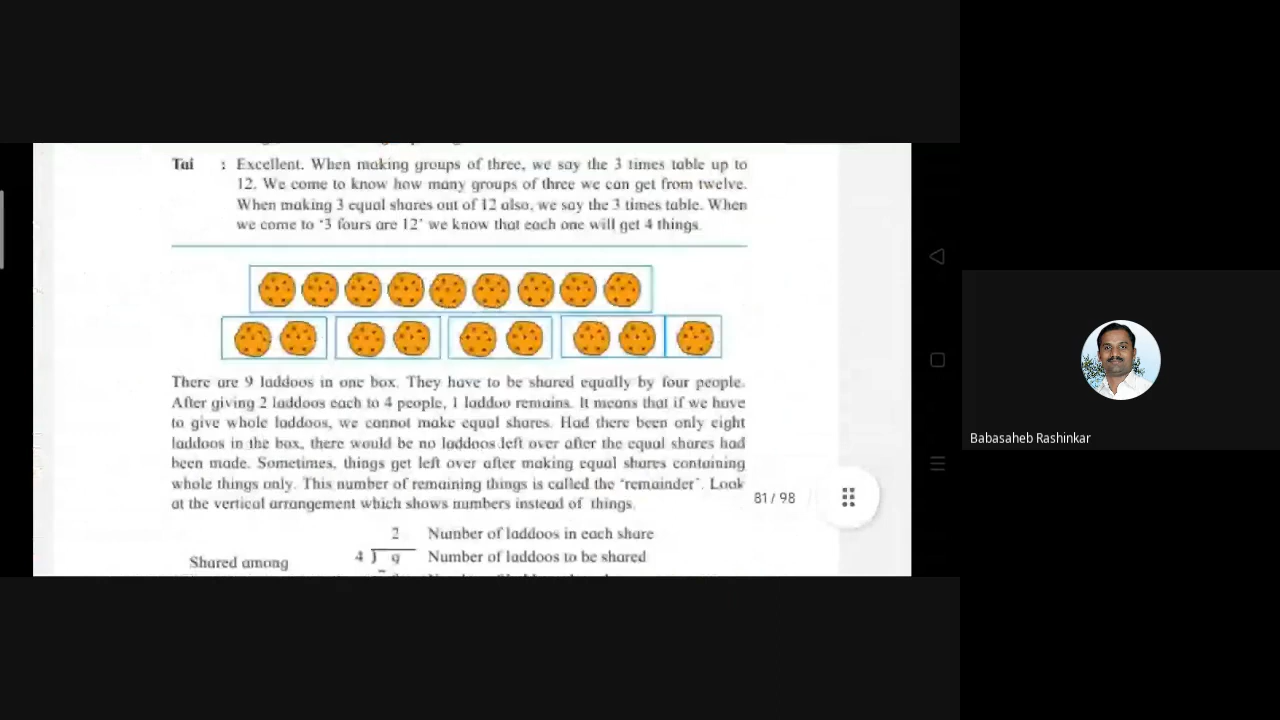 Tai : Excellent. When making groups of three, we say the 3 times table up to
12. We come to know how many groups of three we can get from twelve.
When making 3 equal shares out of 12 also, we say the 3 times table. When
we come to ‘3 fours are 12’ we know that each one will get 4 things.
There are 9 laddoos in one box. They have to be shared equally by four people.
After giving 2 laddoos each to 4 people, 1 laddoo remains. It means that if we have
to give whole laddoos, we cannot make equal shares. Had there been only eight
laddoos in the box, there would be no laddoos left over after the equal shares had
been made. Sometimes, things get left over after making equal shares containing
whole things only. This number of remaining things is called the ‘remainder’. Look
at the vertical arrangement which shows numbers instead of things.
81 / 98
2 Number of laddoos in each share
4 ) 9 Number of laddoos to be shared
Shared among
Babasaheb Rashinkar